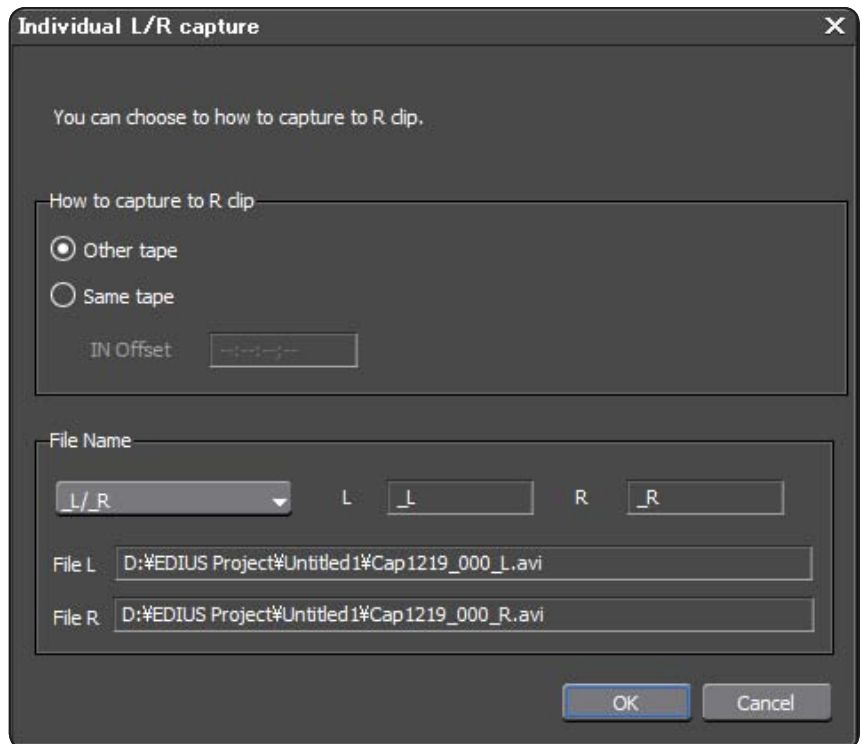 Individual L/R capture
You can choose to how to capture to R clip.
How to capture to R clip
Other tape
Same tape
IN Offset --:--:--;--
File Name
_L/_R L _L R _R
File L D:¥EDIUS Project¥Untitled1¥Cap1219_000_L.avi
File R D:¥EDIUS Project¥Untitled1¥Cap1219_000_R.avi
OK Cancel